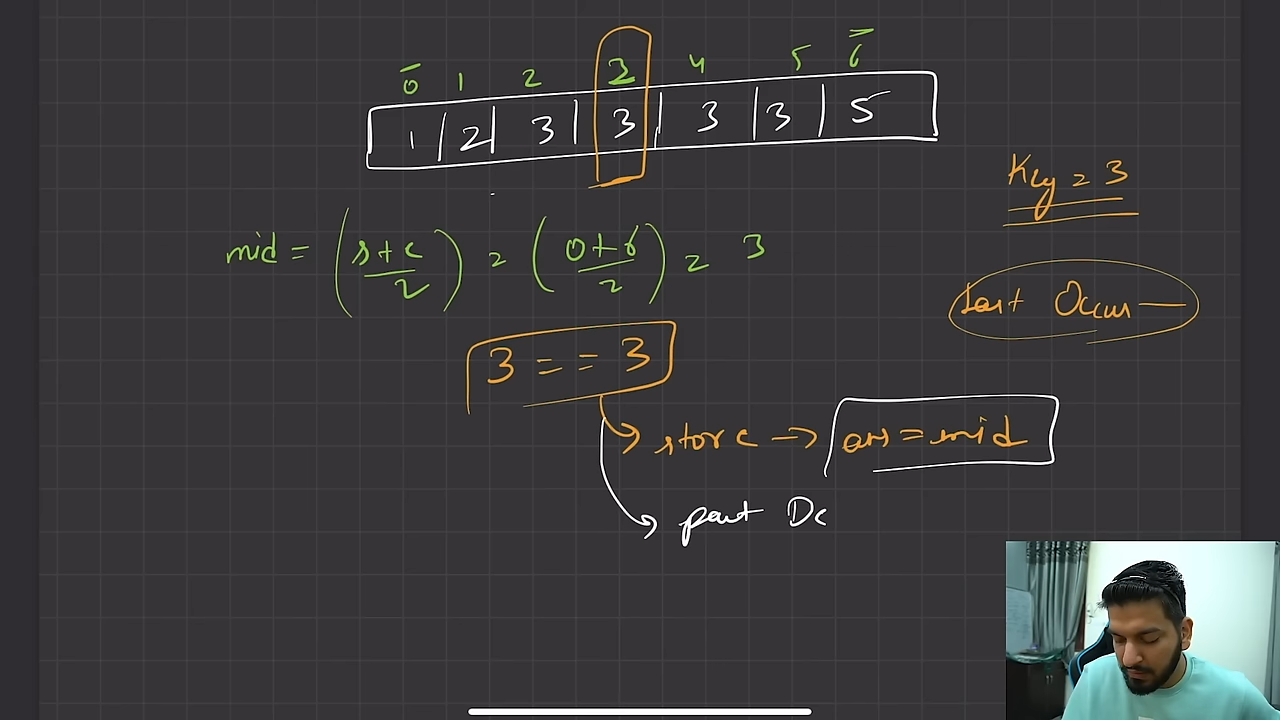 0 1 2 3 4 5 6
1 | 2 | 3 | 3 | 3 | 3 | 5
Key = 3
mid = (s+e/2) = (0+6/2) = 3
Last Occur—
3 == 3
store → ans = mid
part De